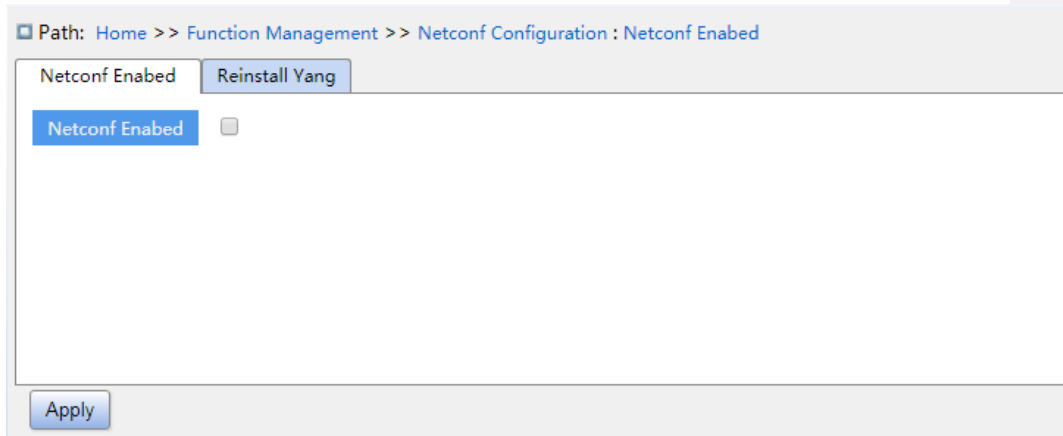 Path: Home >> Function Management >> Netconf Configuration : Netconf Enabed
Netconf Enabed Reinstall Yang
Netconf Enabed
Apply